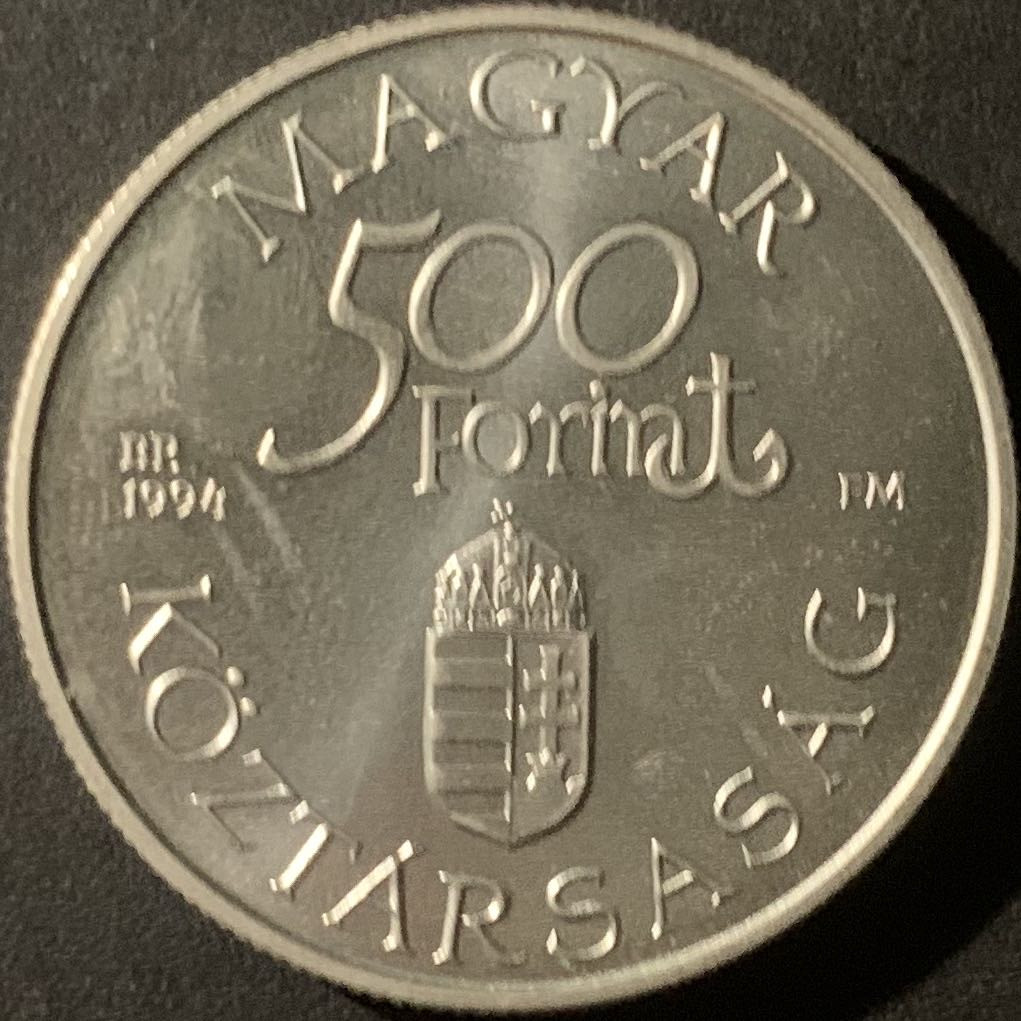 MAGYAR
500
Forint
BP.
1994
FM
KÖZTÁRSASÁG